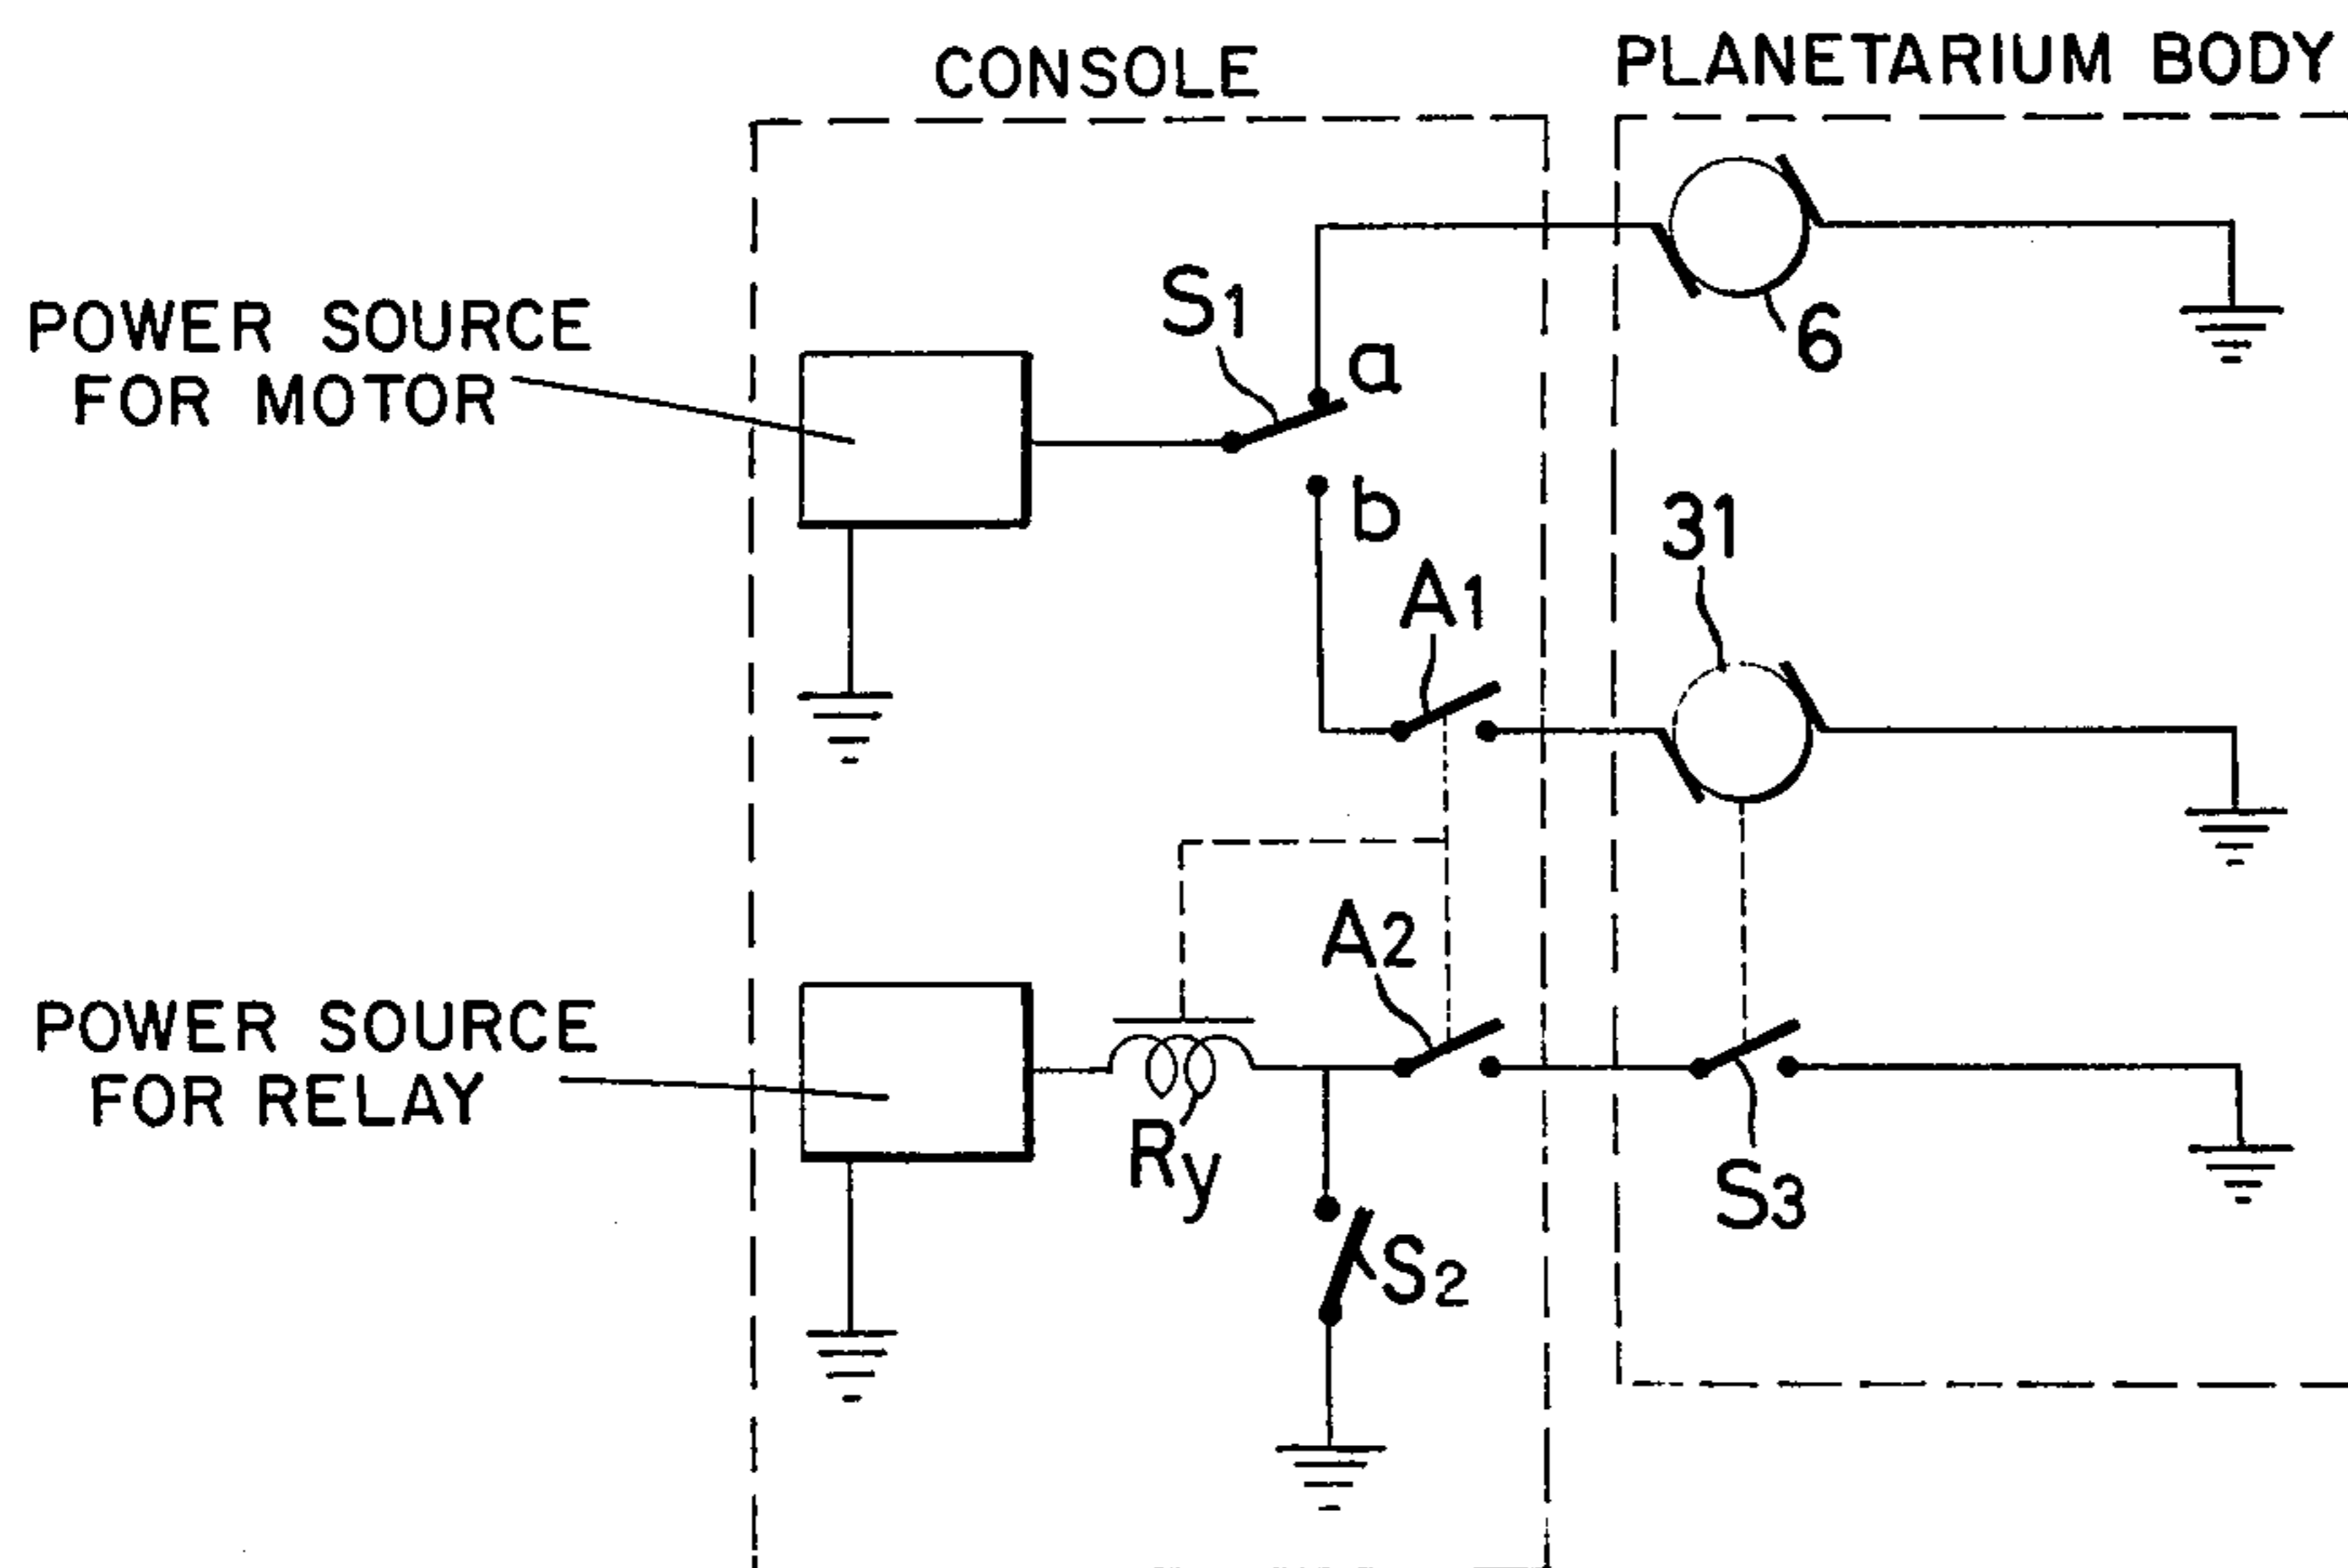 CONSOLE
PLANETARIUM BODY
POWER SOURCE
FOR MOTOR
S1
a
6
b
31
A1
A2
POWER SOURCE
FOR RELAY
Ry
S3
S2